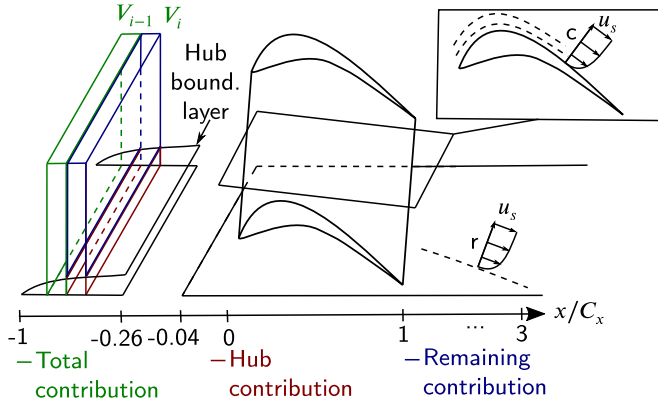 V_{i-1} V_i
Hub
bound.
layer
c u_s
r u_s
-1 -0.26 -0.04 0 1 ... 3 x/C_x
– Total
contribution
– Hub
contribution
– Remaining
contribution